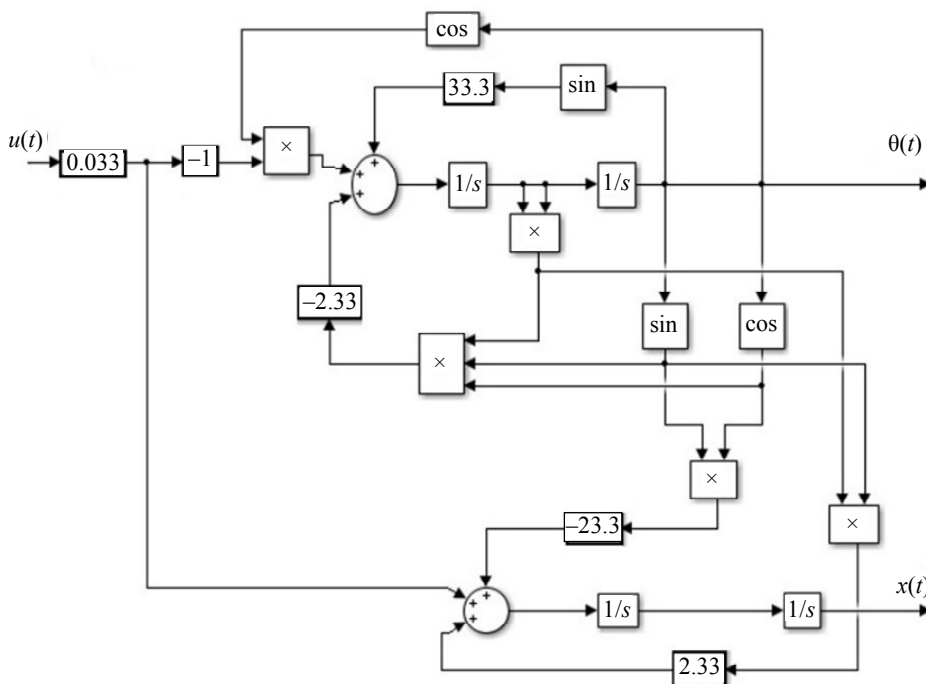 cos
33.3
sin
u(t)
0.033
−1
×
+
+
+
1/s
1/s
θ(t)
×
−2.33
sin
cos
×
×
−23.3
×
+
+
+
1/s
1/s
x(t)
2.33